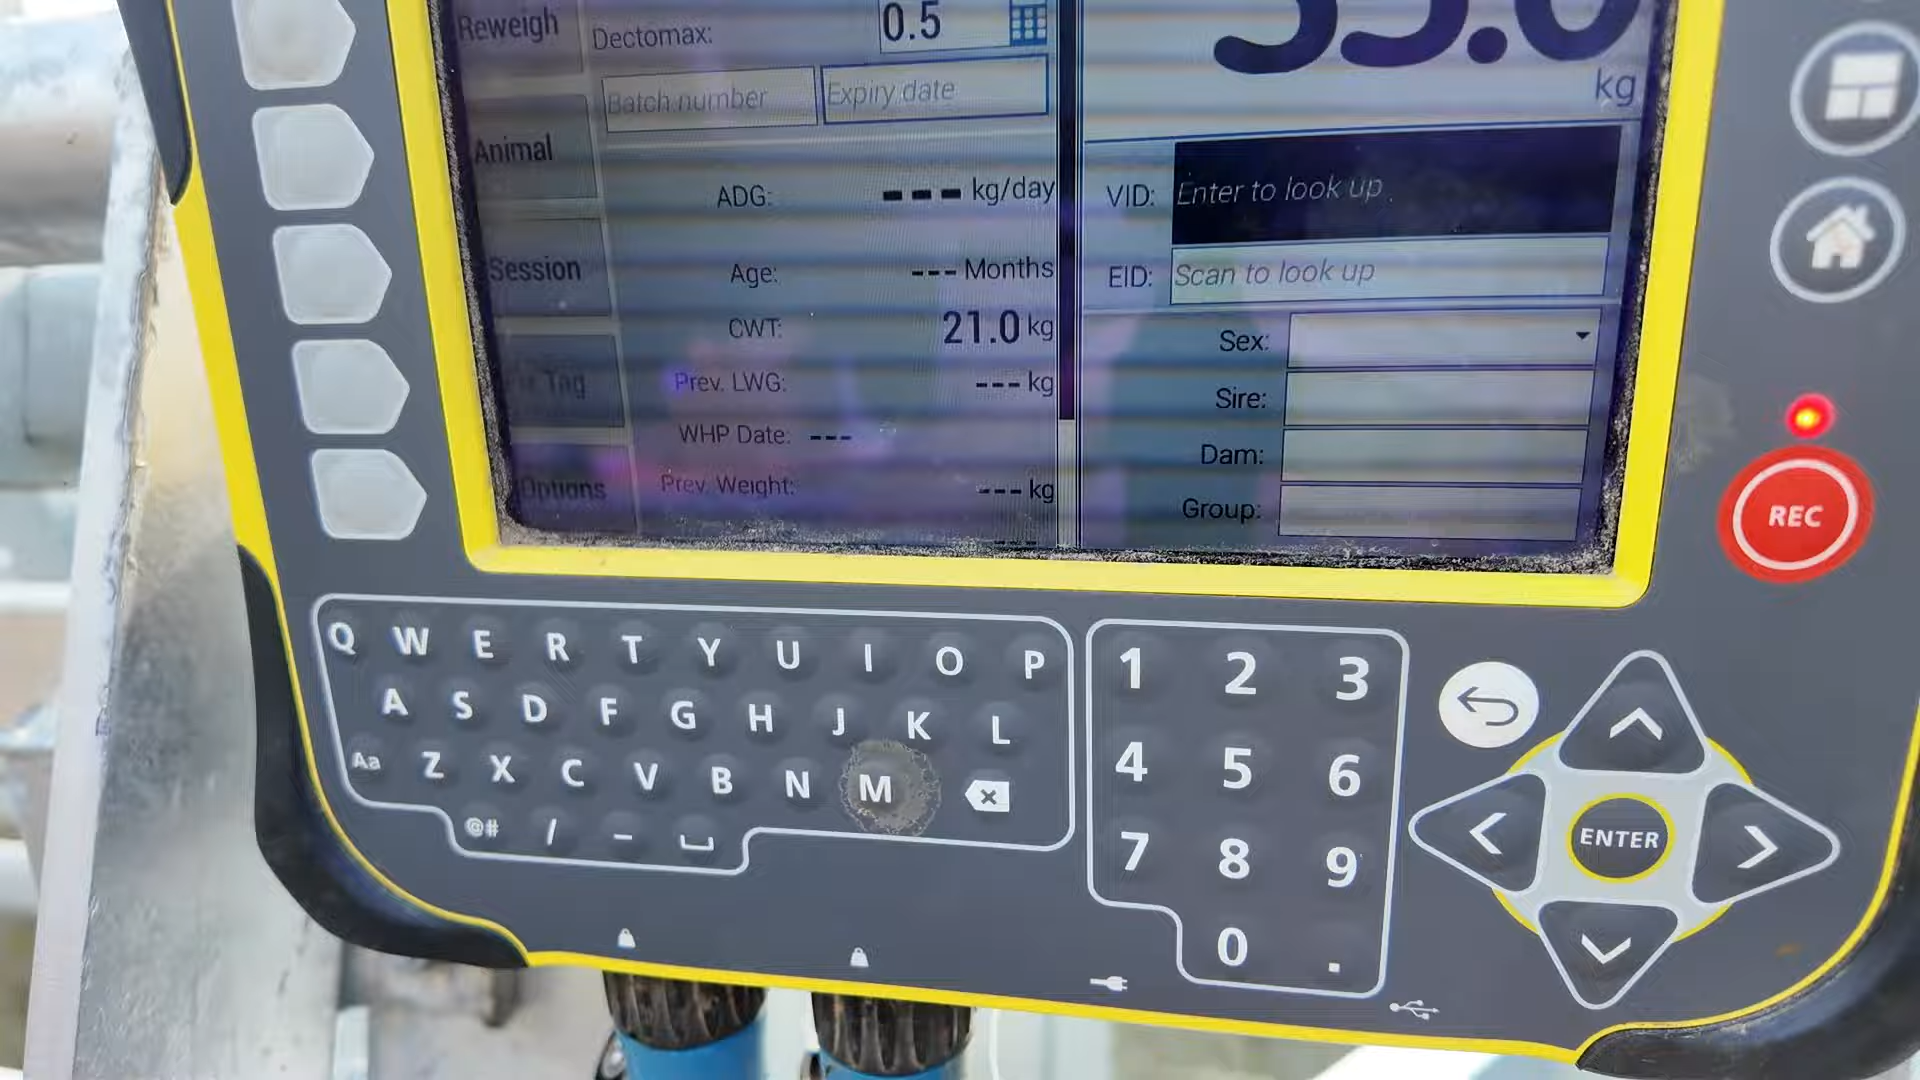 Reweigh
Dectomax: 0.5
Batch number Expiry date
kg
Animal
ADG: --- kg/day
VID: Enter to look up
Session
Age: --- Months
EID: Scan to look up
CWT: 21.0 kg
Sex:
Tag
Prev. LWG: --- kg
Sire:
WHP Date: ---
Dam:
Options
Prev. Weight: --- kg
Group:
---
REC
Q W E R T Y U I O P
A S D F G H J K L
Aa Z X C V B N M
@# / –
1 2 3
4 5 6
7 8 9
0 .
ENTER